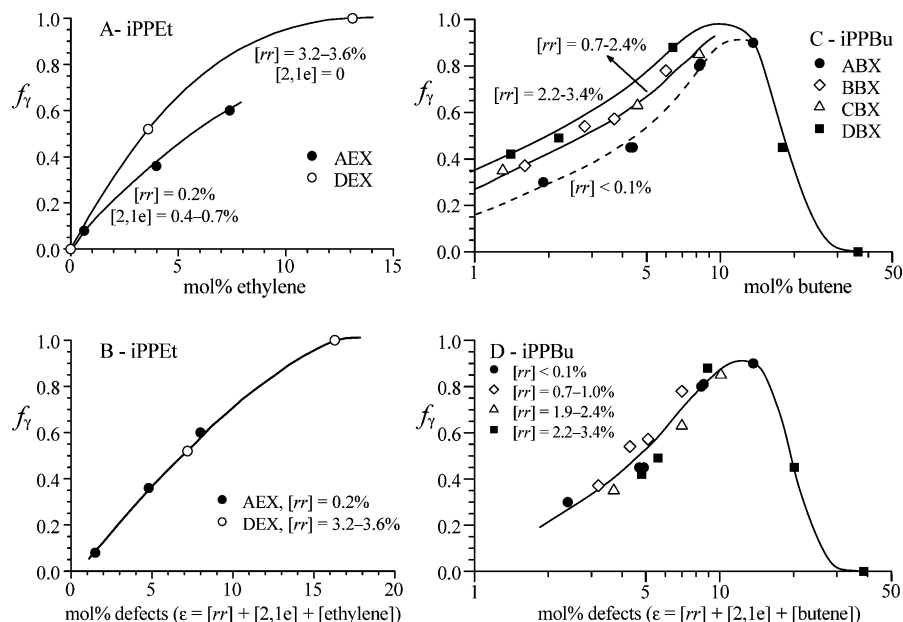 A- iPPEt
[rr] = 3.2–3.6%
[2,1e] = 0
AEX
DEX
[rr] = 0.2%
[2,1e] = 0.4–0.7%
fγ
1.0
0.8
0.6
0.4
0.2
0.0
0 5 10 15
mol% ethylene
C - iPPBu
ABX
BBX
CBX
DBX
[rr] = 0.7-2.4%
[rr] = 2.2-3.4%
[rr] < 0.1%
fγ
1.0
0.8
0.6
0.4
0.2
0.0
1 5 10 50
mol% butene
B - iPPEt
AEX, [rr] = 0.2%
DEX, [rr] = 3.2–3.6%
fγ
1.0
0.8
0.6
0.4
0.2
0.0
0 5 10 15 20
mol% defects (ε = [rr] + [2,1e] + [ethylene])
D - iPPBu
[rr] < 0.1%
[rr] = 0.7–1.0%
[rr] = 1.9–2.4%
[rr] = 2.2–3.4%
fγ
1.0
0.8
0.6
0.4
0.2
0.0
1 5 10 50
mol% defects (ε = [rr] + [2,1e] + [butene])